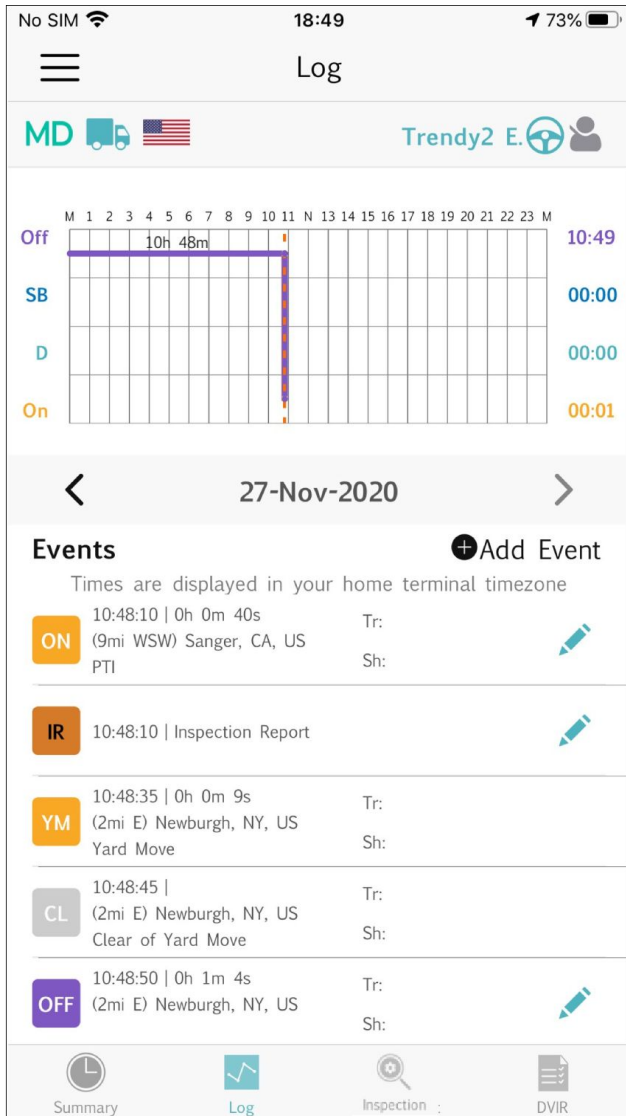 No SIM 18:49 73%
Log
MD Trendy2 E.
M 1 2 3 4 5 6 7 8 9 10 11 N 13 14 15 16 17 18 19 20 21 22 23 M
Off 10h 48m 10:49
SB 00:00
D 00:00
On 00:01
27-Nov-2020
Events Add Event
Times are displayed in your home terminal timezone
10:48:10 | 0h 0m 40s Tr:
ON (9mi WSW) Sanger, CA, US
PTI Sh:
IR 10:48:10 | Inspection Report
10:48:35 | 0h 0m 9s Tr:
YM (2mi E) Newburgh, NY, US
Yard Move Sh:
10:48:45 | Tr:
CL (2mi E) Newburgh, NY, US
Clear of Yard Move Sh:
10:48:50 | 0h 1m 4s Tr:
OFF (2mi E) Newburgh, NY, US
Sh:
Summary Log Inspection : DVIR